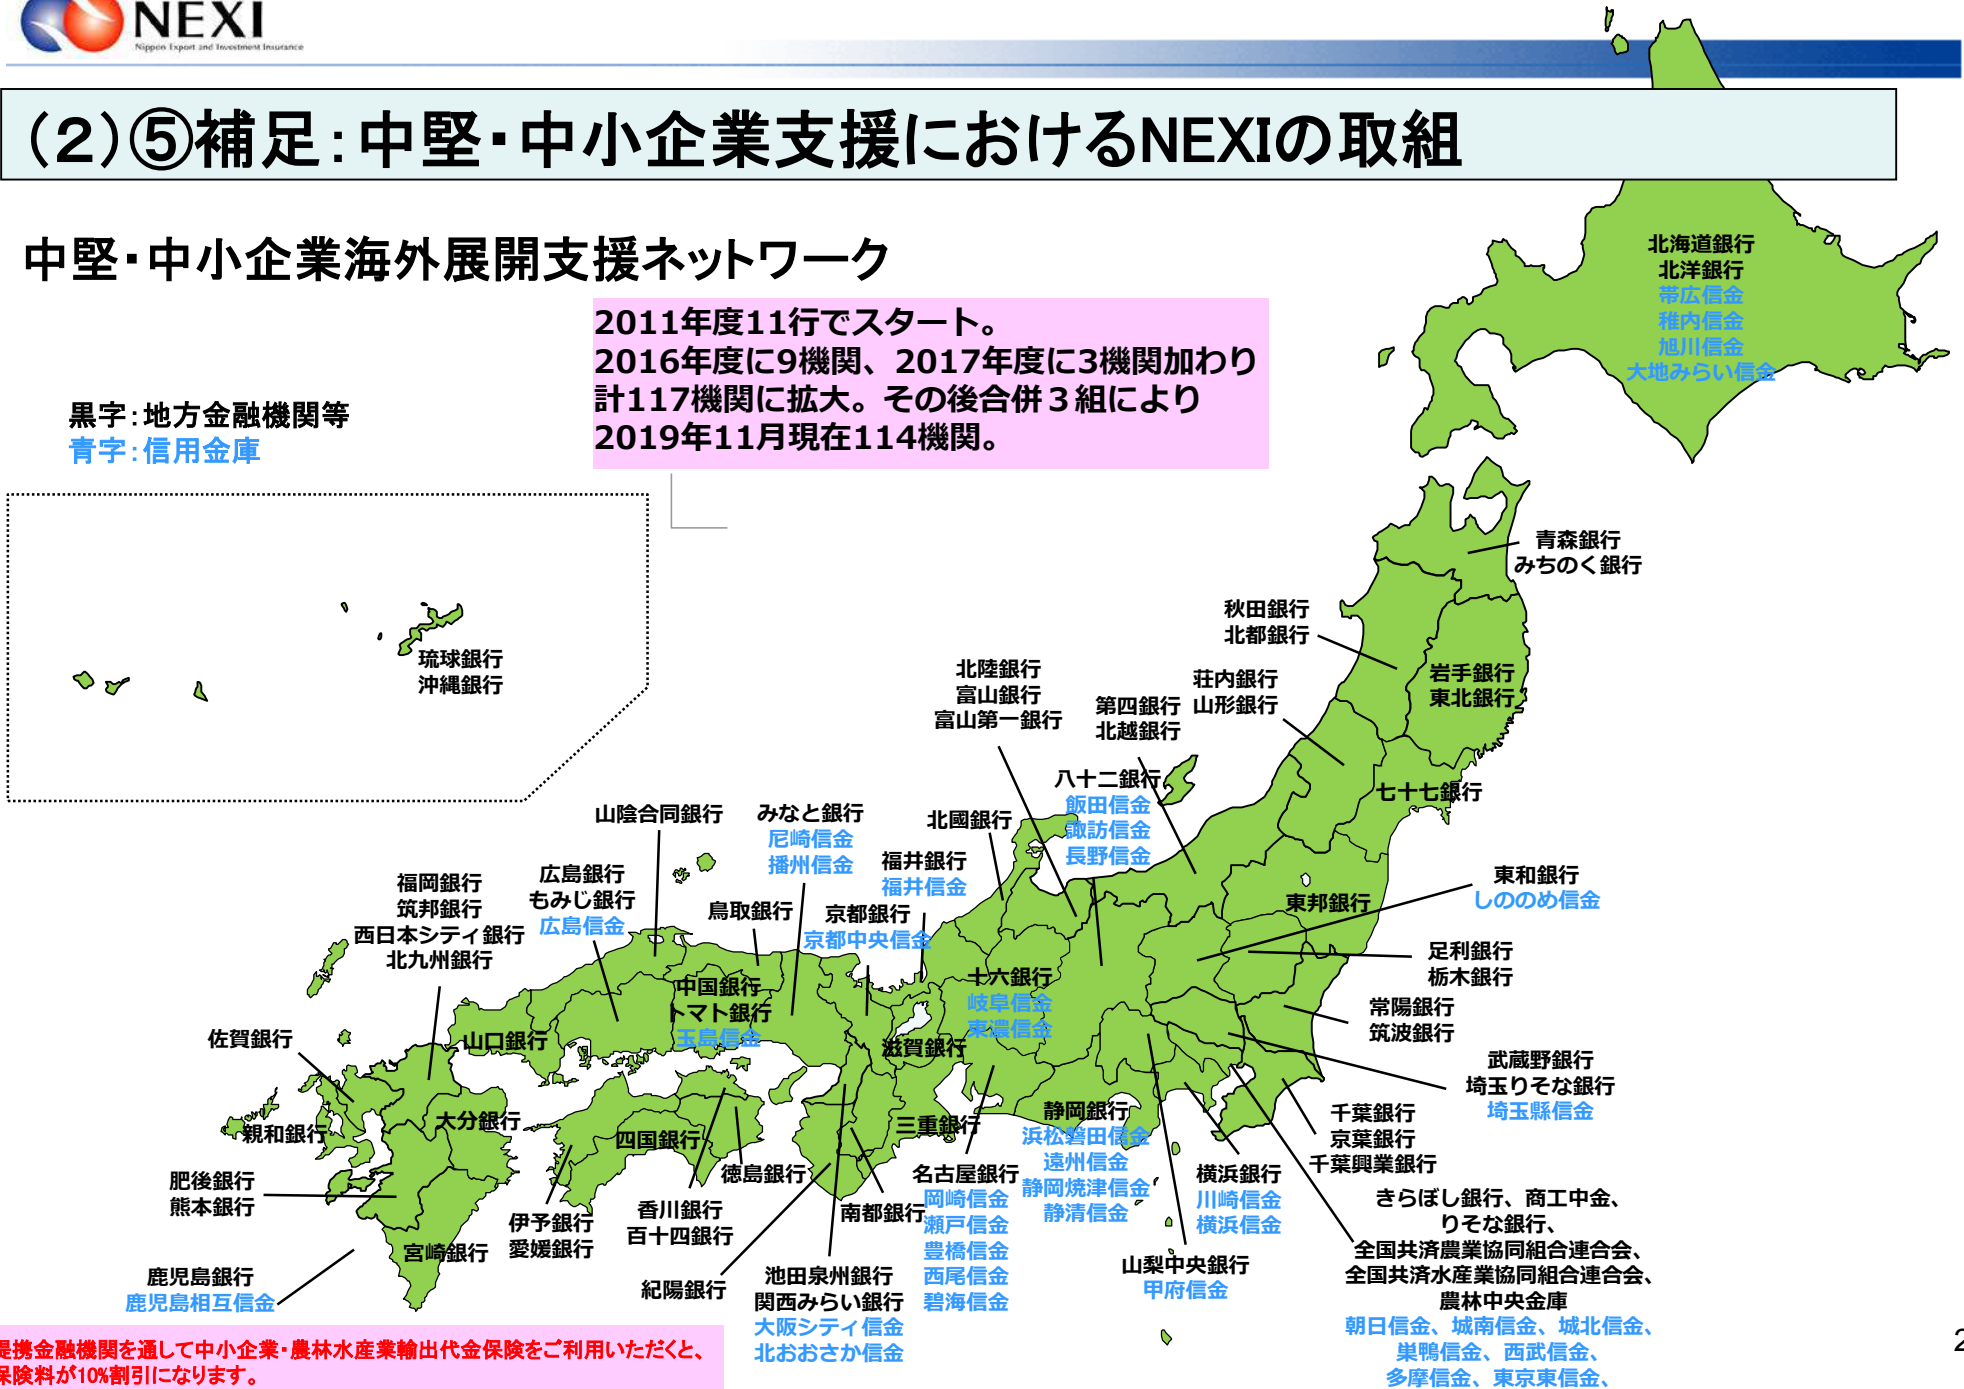 NEXI
Nippon Export and Investment Insurance
(2)⑤補足:中堅・中小企業支援におけるNEXIの取組
中堅・中小企業海外展開支援ネットワーク
2011年度11行でスタート。
2016年度に9機関、2017年度に3機関加わり
計117機関に拡大。その後合併3組により
2019年11月現在114機関。
黒字:地方金融機関等
青字:信用金庫
北海道銀行
北洋銀行
帯広信金
稚内信金
旭川信金
大地みらい信金
青森銀行
みちのく銀行
秋田銀行
北都銀行
岩手銀行
東北銀行
荘内銀行
山形銀行
七十七銀行
琉球銀行
沖縄銀行
北陸銀行
富山銀行
富山第一銀行
第四銀行
北越銀行
八十二銀行
飯田信金
諏訪信金
長野信金
北國銀行
福井銀行
福井信金
山陰合同銀行
みなと銀行
尼崎信金
播州信金
広島銀行
もみじ銀行
広島信金
鳥取銀行
京都銀行
京都中央信金
福岡銀行
筑邦銀行
西日本シティ銀行
北九州銀行
東邦銀行
東和銀行
しののめ信金
足利銀行
栃木銀行
常陽銀行
筑波銀行
武蔵野銀行
埼玉りそな銀行
埼玉縣信金
千葉銀行
京葉銀行
千葉興業銀行
中国銀行
トマト銀行
玉島信金
十六銀行
岐阜信金
東濃信金
滋賀銀行
佐賀銀行
山口銀行
大分銀行
親和銀行
四国銀行
徳島銀行
三重銀行
静岡銀行
浜松磐田信金
遠州信金
静岡焼津信金
静清信金
名古屋銀行
岡崎信金
瀬戸信金
豊橋信金
西尾信金
碧海信金
横浜銀行
川崎信金
横浜信金
肥後銀行
熊本銀行
宮崎銀行
鹿児島銀行
鹿児島相互信金
伊予銀行
愛媛銀行
香川銀行
百十四銀行
紀陽銀行
南都銀行
池田泉州銀行
関西みらい銀行
大阪シティ信金
北おおさか信金
山梨中央銀行
甲府信金
きらぼし銀行、商工中金、
りそな銀行、
全国共済農業協同組合連合会、
全国共済水産業協同組合連合会、
農林中央金庫
朝日信金、城南信金、城北信金、
巣鴨信金、西武信金、
多摩信金、東京東信金、
提携金融機関を通して中小企業・農林水産業輸出代金保険をご利用いただくと、
保険料が10%割引になります。
2